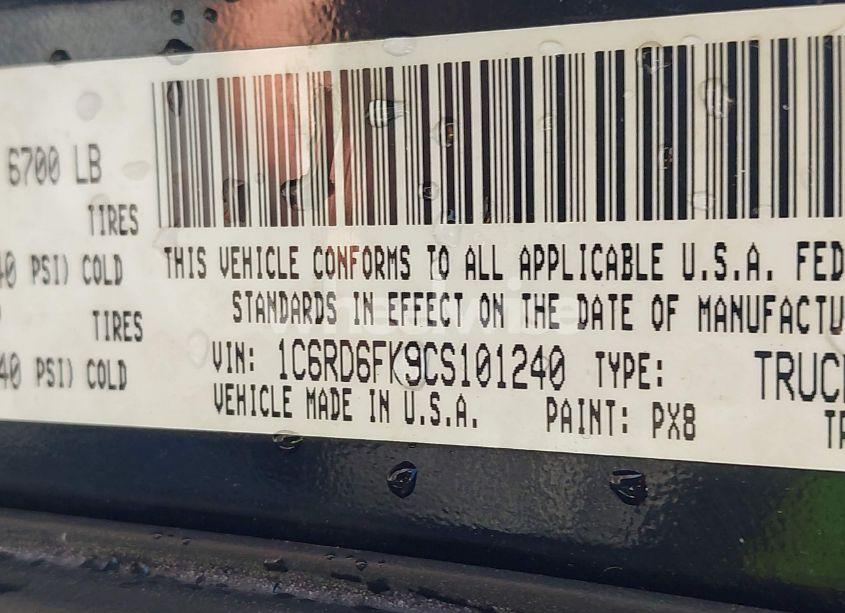 6700 LB
TIRES
40 PSI) COLD
TIRES
40 PSI) COLD
THIS VEHICLE CONFORMS TO ALL APPLICABLE U.S.A. FED
STANDARDS IN EFFECT ON THE DATE OF MANUFACTU
VIN: 1C6RD6FK9CS101240 TYPE: TRUC
VEHICLE MADE IN U.S.A. PAINT: PX8